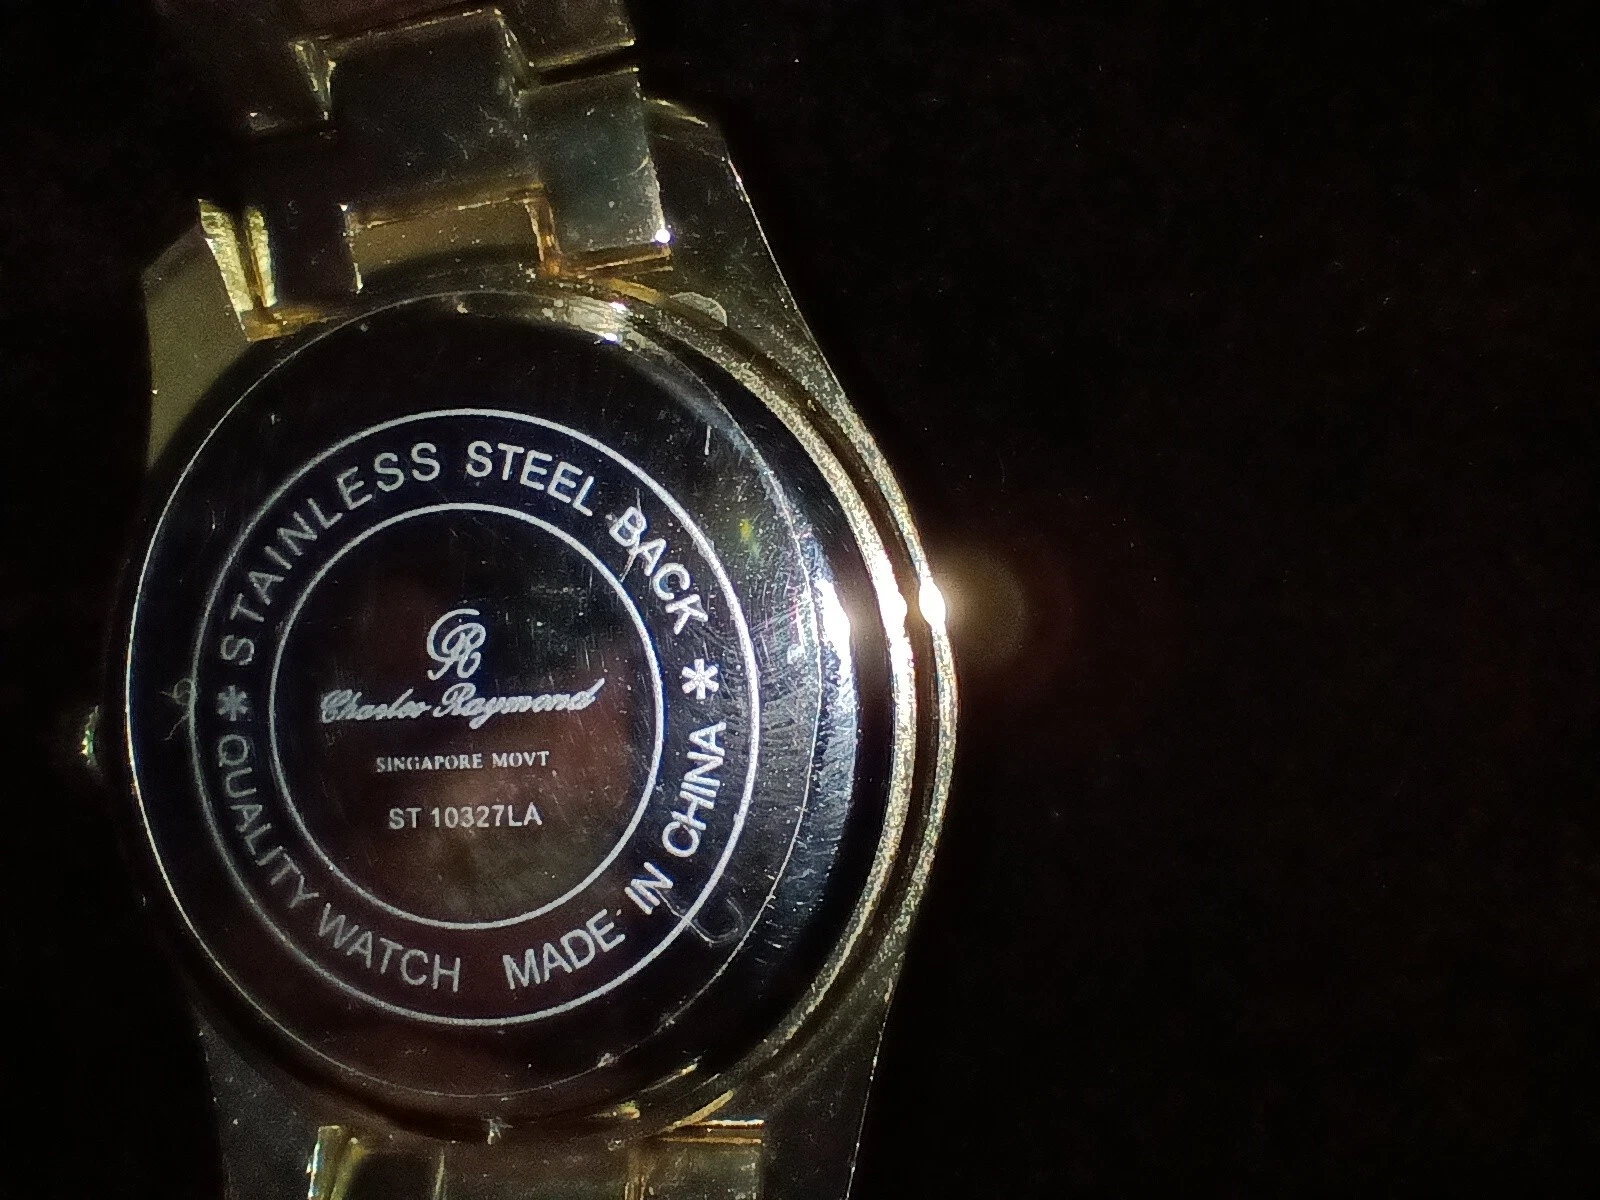 * STAINLESS STEEL BACK *
QUALITY WATCH MADE IN CHINA
CR
Charles Raymond
SINGAPORE MOVT
ST 10327LA